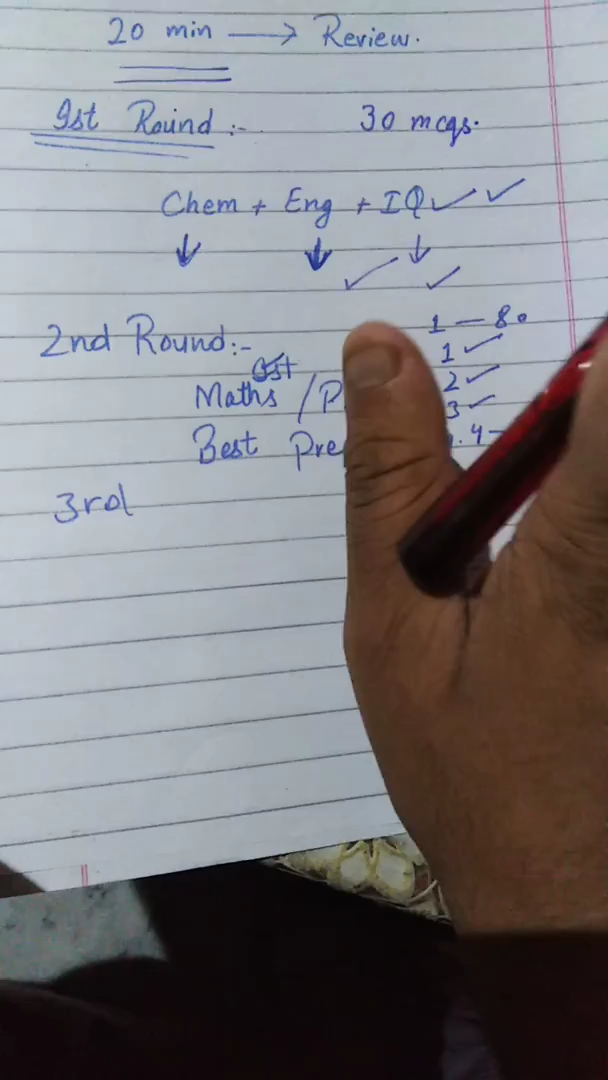 20 min → Review.
1st Round :- 30 mcqs.
Chem + Eng + IQ ✓ ✓
↓ ↓ ↓
✓ ✓
2nd Round:- 1 — 80
1 ✓
1st
Maths / P 2 ✓
3 ✓
Best Pre 4 -
3rd